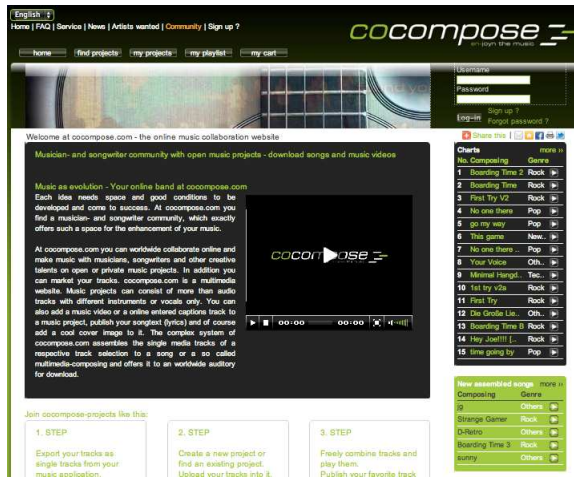 English
Home | FAQ | Service | News | Artists wanted | Community | Sign up ?
cocompose
en-joyn the music
home find projects my projects my playlist my cart
Username
Password
Log-in
Sign up ?
Forgot password ?
Share this |
Welcome at cocompose.com - the online music collaboration website
Musician- and songwriter community with open music projects - download songs and music videos
Music as evolution - Your online band at cocompose.com
Each idea needs space and good conditions to be
developed and come to success. At cocompose.com you
find a musician- and songwriter community, which exactly
offers such a space for the enhancement of your music.
At cocompose.com you can worldwide collaborate online and
make music with musicians, songwriters and other creative
talents on open or private music projects. In addition you
can market your tracks. cocompose.com is a multimedia
website. Music projects can consist of more than audio
tracks with different instruments or vocals only. You can
also add a music video or a online entered captions track to
a music project, publish your songtext (lyrics) and of course
add a cool cover image to it. The complex system of
cocompose.com assembles the single media tracks of a
respective track selection to a song or a so called
multimedia-composing and offers it to an worldwide auditory
for download.
cocompose
00:00 00:00
Charts more ››
No. Composing Genre
1 Boarding Time 2 Rock
2 Boarding Time Rock
3 First Try V2 Rock
4 No one there Pop
5 go my way Pop
6 This game New..
7 No one there .. Pop
8 Your Voice Oth..
9 Minimal Hangd.. Tec..
10 1st try v2a Rock
11 First Try Rock
12 Die Große Lie.. Oth..
13 Boarding Time B Rock
14 Hey Joe!!!! [.. Rock
15 time going by Pop
New assembled songs more ››
Composing Genre
jg Others
Strange Gamer Rock
D-Retro Others
Boarding Time 3 Rock
sunny Others
Join cocompose-projects like this:
1. STEP
Export your tracks as
single tracks from your
music application.
2. STEP
Create a new project or
find an existing project.
Upload your tracks into it.
3. STEP
Freely combine tracks and
play them.
Publish your favorite track